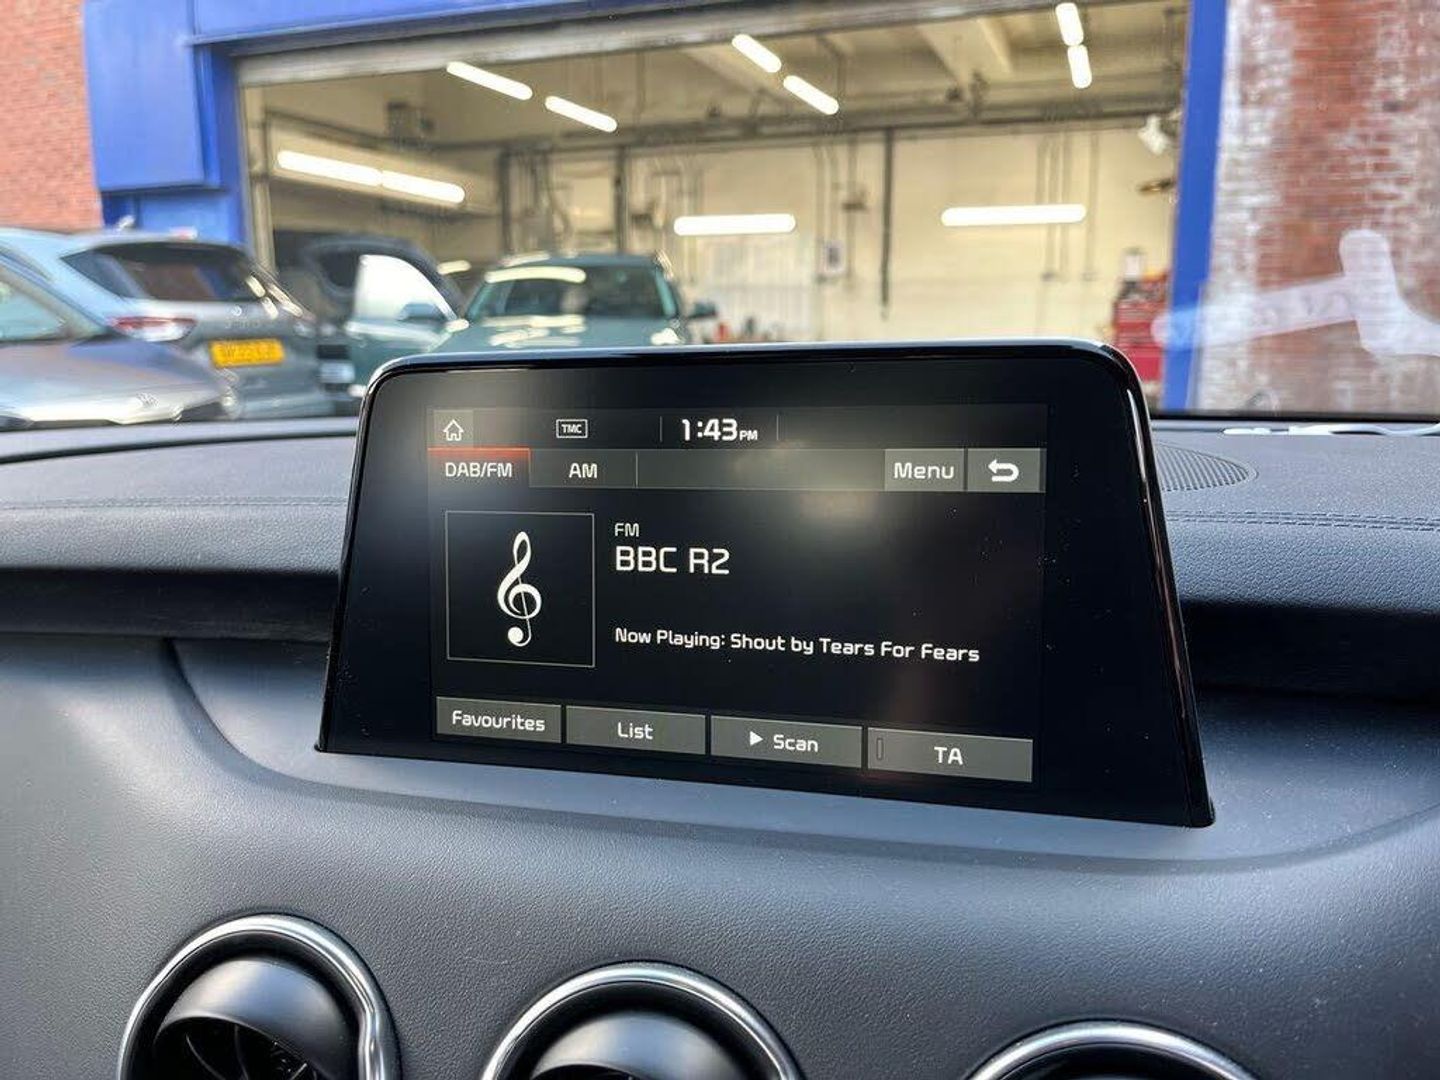 TMC
1:43PM
DAB/FM AM Menu
FM
BBC R2
Now Playing: Shout by Tears For Fears
Favourites List Scan TA